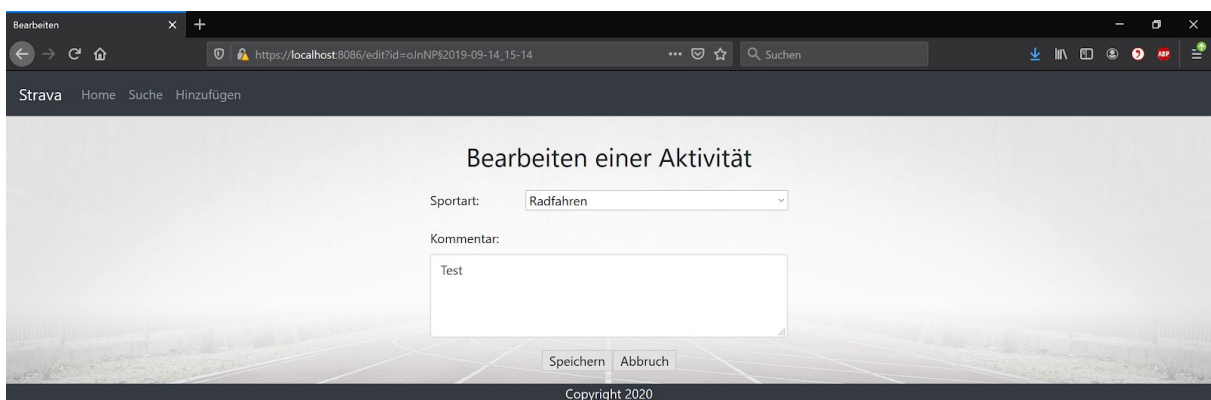 Bearbeiten
https://localhost:8086/edit?id=oJnNP§2019-09-14_15-14
Suchen
ABP
Strava Home Suche Hinzufügen
Bearbeiten einer Aktivität
Sportart: Radfahren
Kommentar:
Test
Speichern Abbruch
Copyright 2020